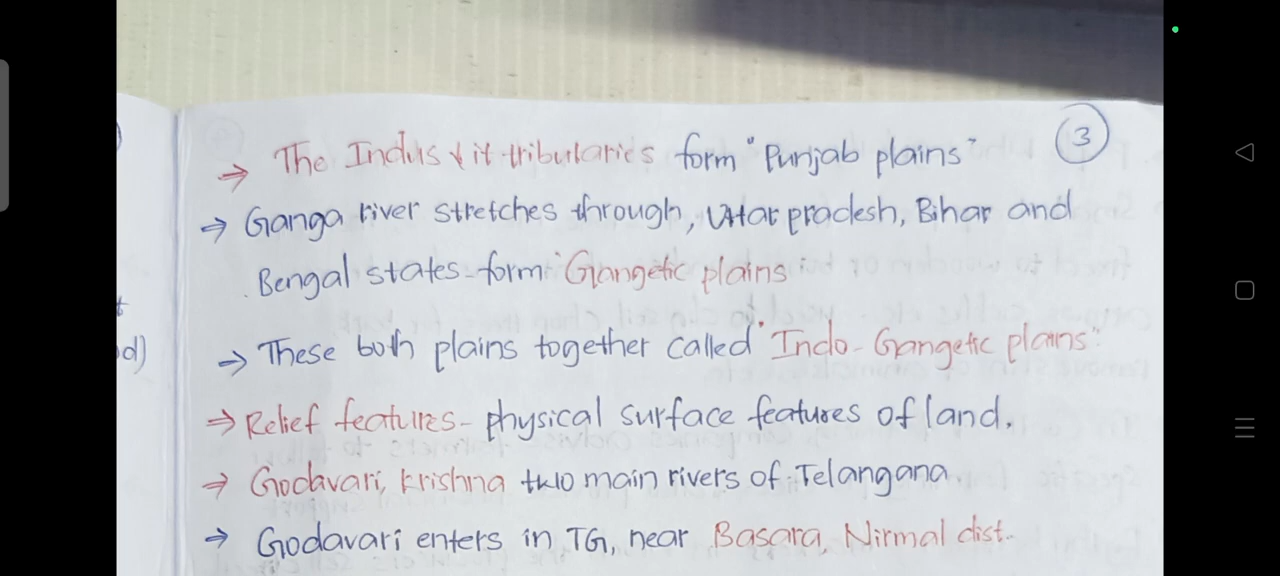 3
→ The Indus & it tributaries form "Punjab plains"
⇒ Ganga river stretches through, Uttar pradesh, Bihar and
Bengal states form "Gangetic plains
→ These both plains together called "Indo-Gangetic plains"
⇒ Relief features - physical surface features of land.
→ Godavari, Krishna two main rivers of Telangana
→ Godavari enters in TG, near Basara, Nirmal dist.
d)